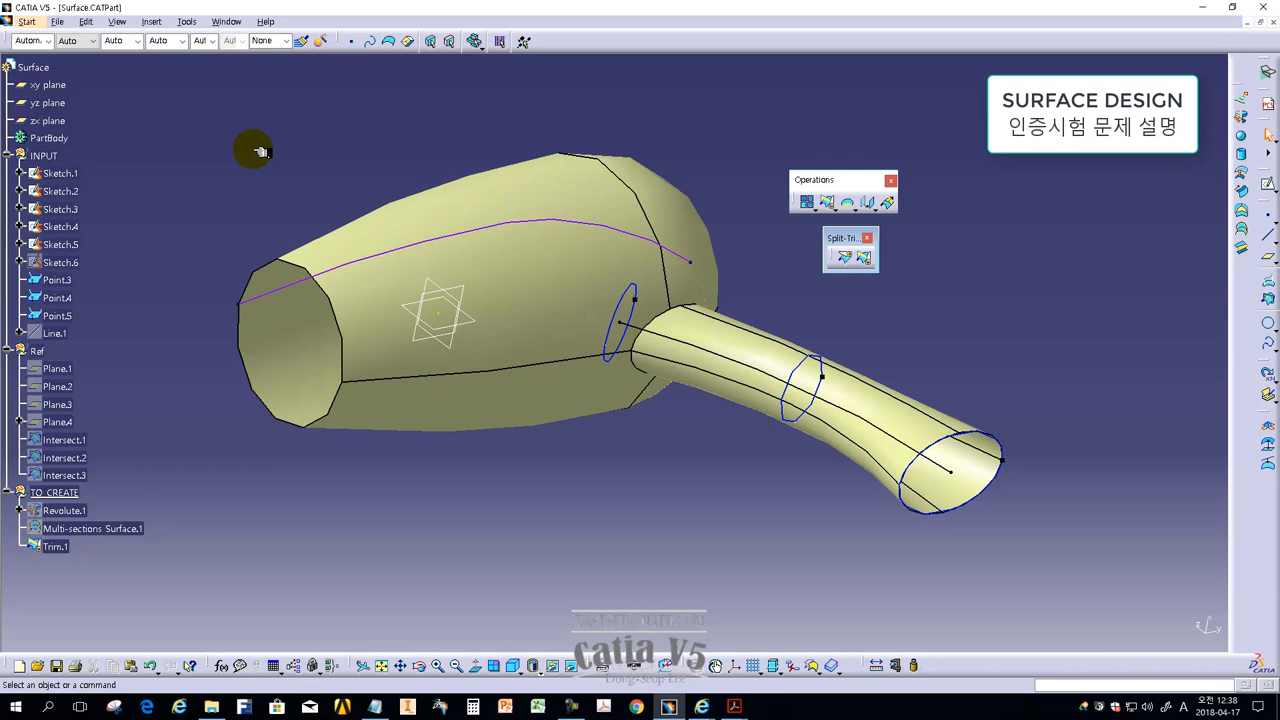 CATIA V5 - [Surface.CATPart]
Start File Edit View Insert Tools Window Help
Autom. Auto Auto Auto Aut Aut None
Surface
xy plane
yz plane
zx plane
PartBody
INPUT
Sketch.1
Sketch.2
Sketch.3
Sketch.4
Sketch.5
Sketch.6
Point.3
Point.4
Point.5
Line.1
Ref
Plane.1
Plane.2
Plane.3
Plane.4
Intersect.1
Intersect.2
Intersect.3
TO_CREATE
Revolute.1
Multi-sections Surface.1
Trim.1
SURFACE DESIGN
인증시험 문제 설명
Operations
Split-Tri...
z y
Catia V5
Dong-Seup Lee
Select an object or a command
오전 12:38
2018-04-17